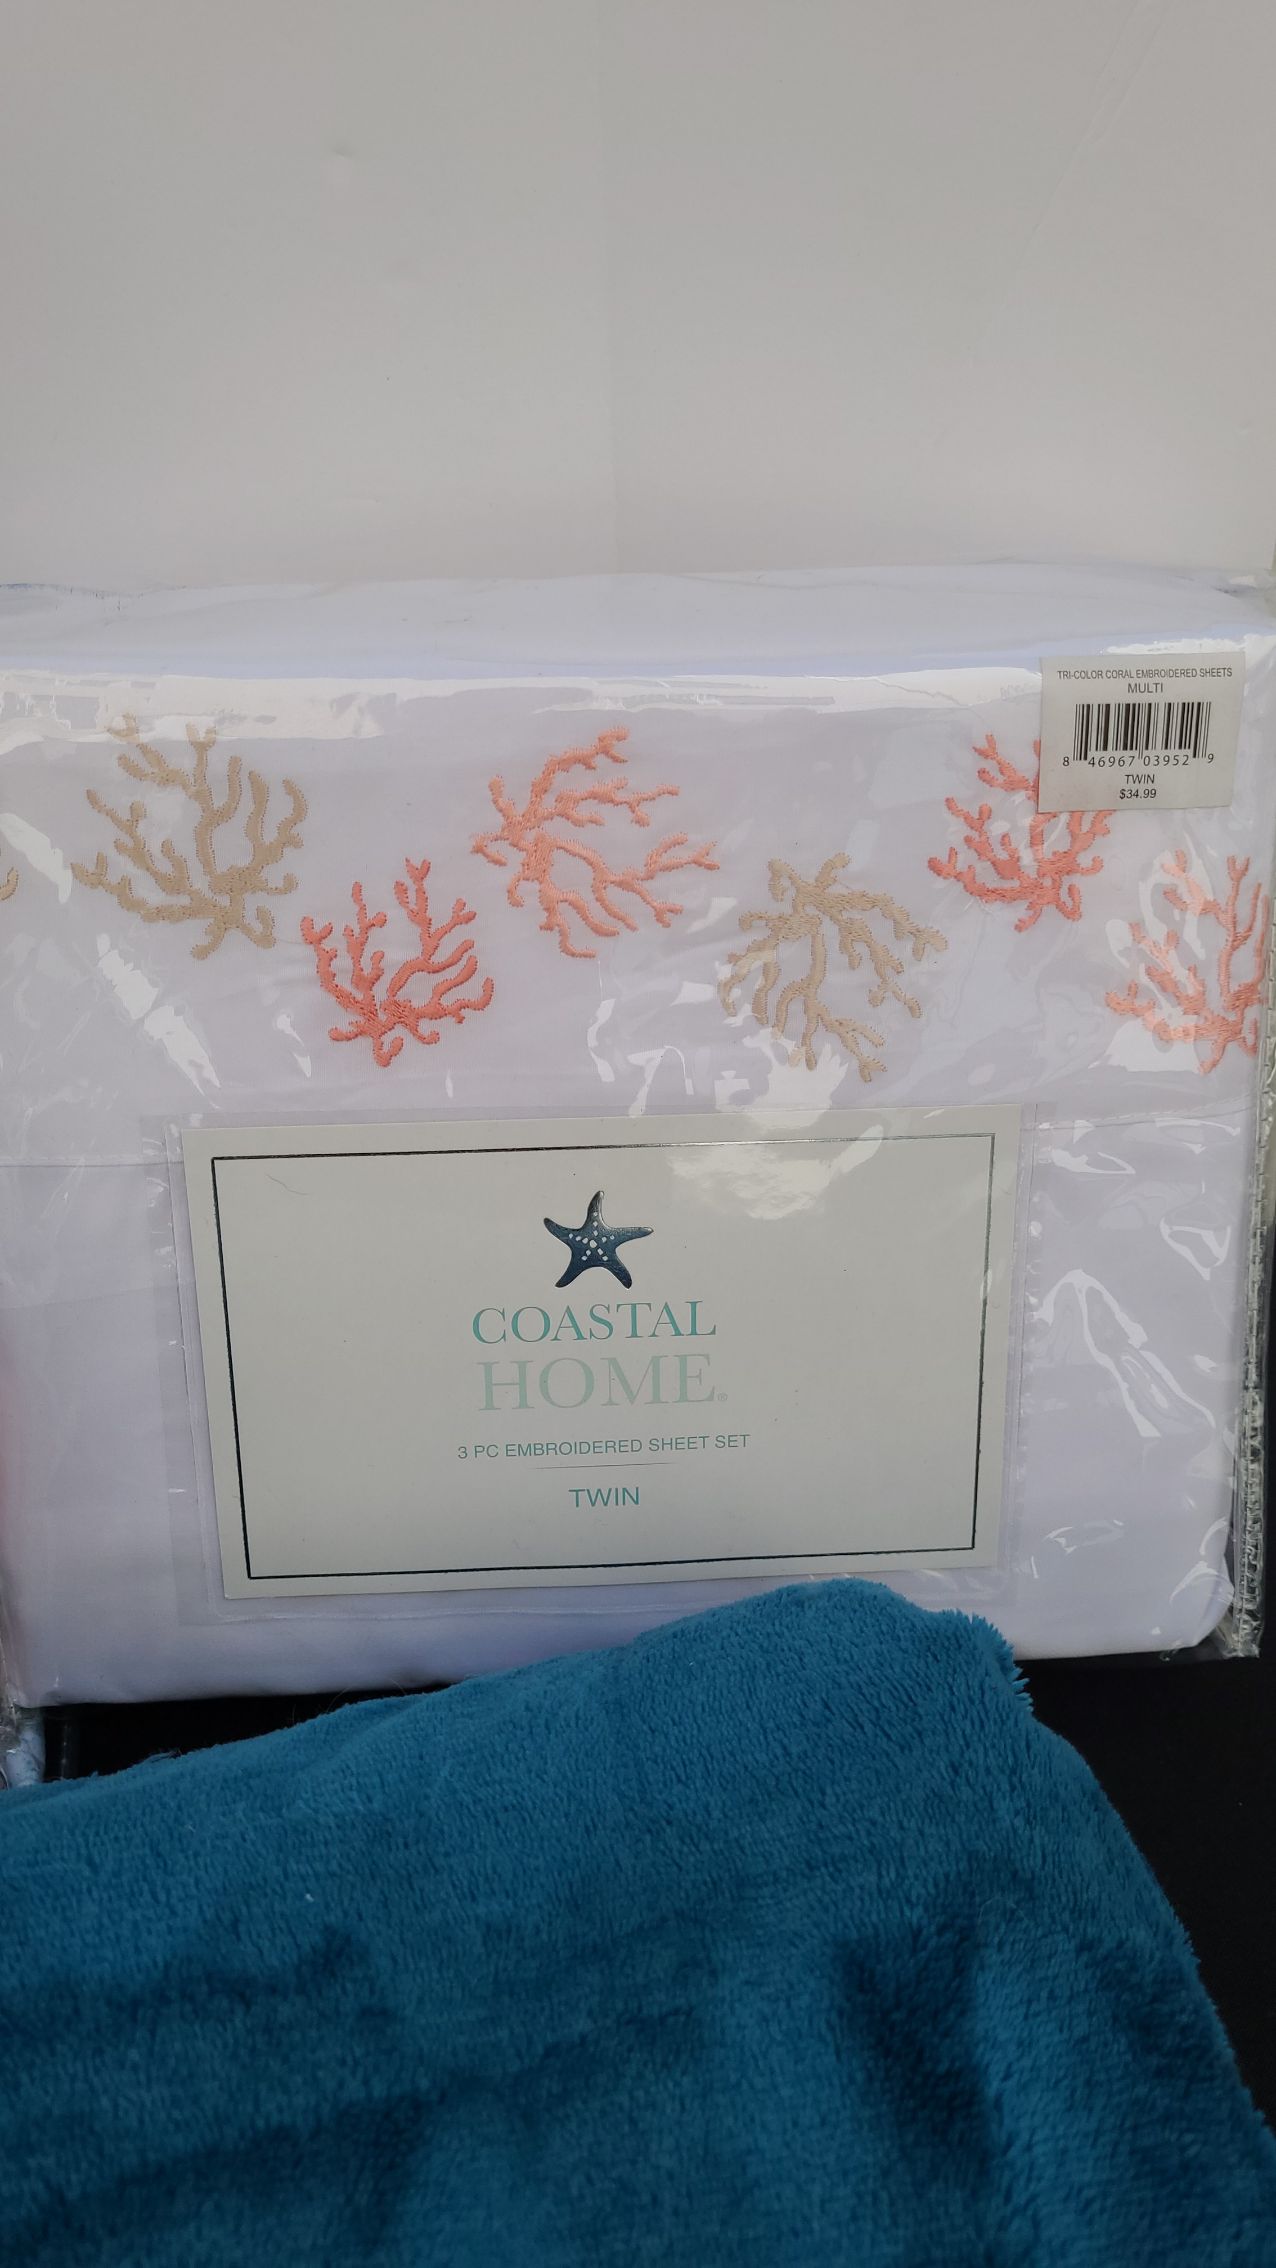 TRI-COLOR CORAL EMBROIDERED SHEETS
MULTI
8 46967 03952 9
TWIN
$34.99
COASTAL
HOME®
3 PC EMBROIDERED SHEET SET
TWIN